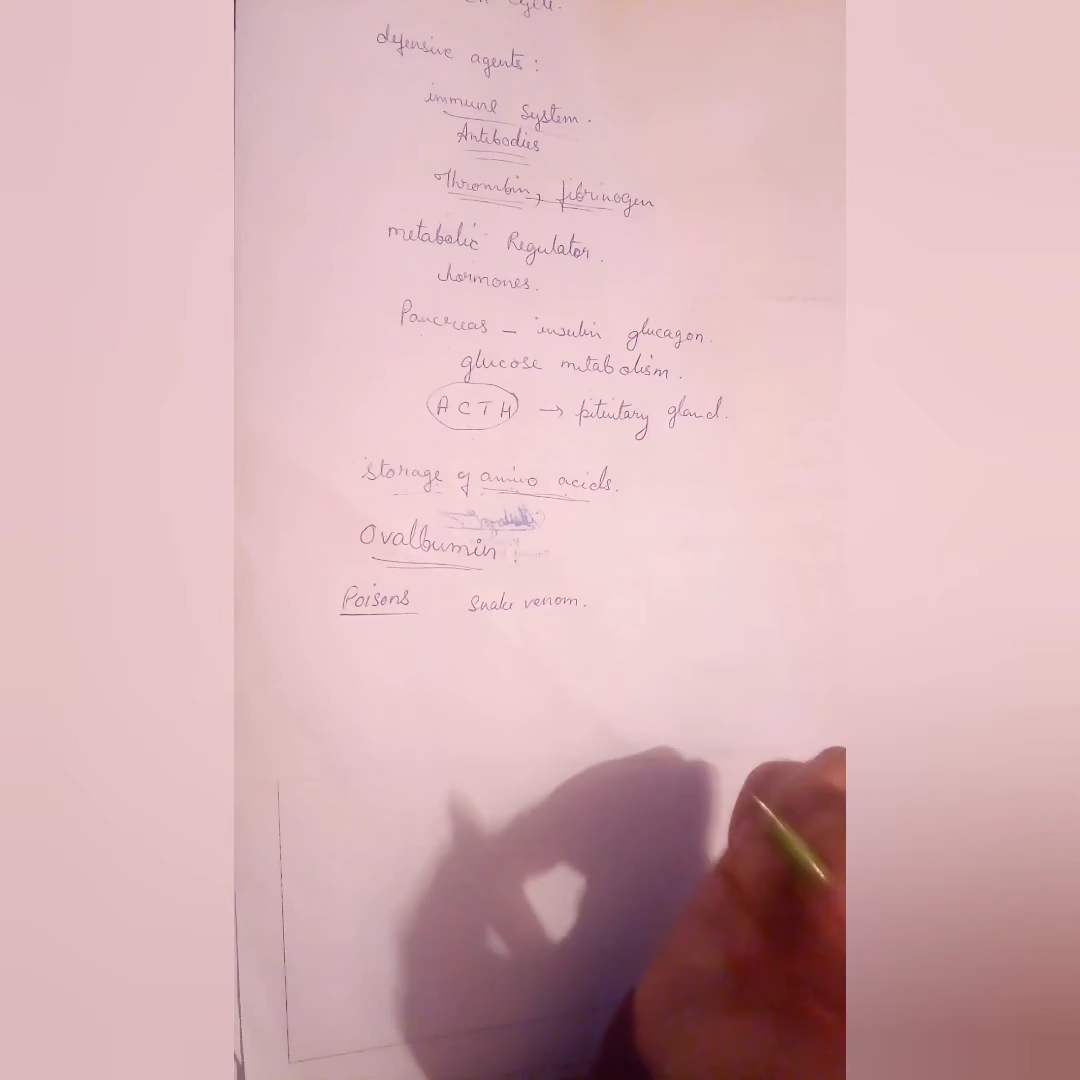 Cycle.
defensive agents :
immune System.
Antibodies
Thrombin, fibrinogen
metabolic Regulator.
hormones.
Pancreas - insulin glucagon.
glucose metabolism.
ACTH → pituitary gland.
storage of amino acids.
Ovalbumin :
Poisons Snake venom.